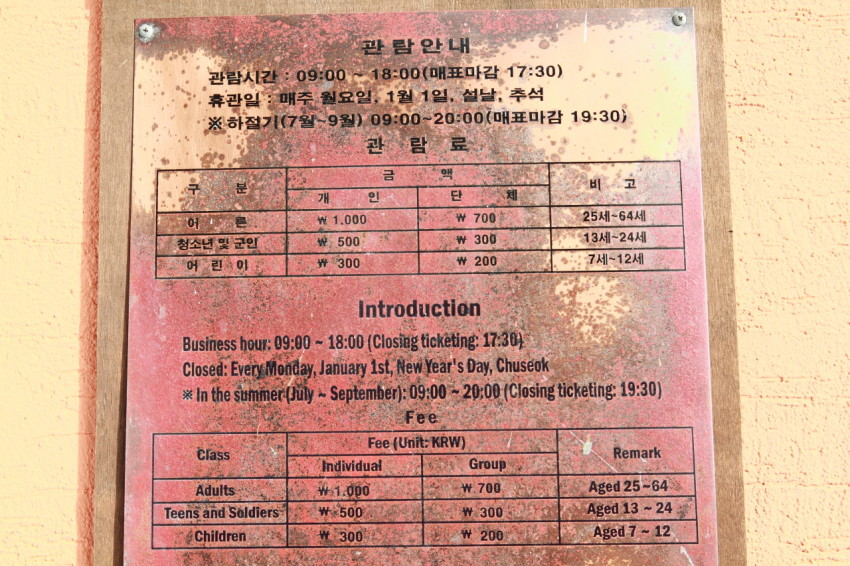 관 람 안 내
관람시간 : 09:00 ~ 18:00(매표마감 17:30)
휴관일 : 매주 월요일, 1월 1일, 설날, 추석
※ 하절기(7월~9월) 09:00~20:00(매표마감 19:30)
관 람 료
구 분 금 액 비 고
개 인 단 체
어 른 ₩ 1.000 ₩ 700 25세~64세
청소년 및 군인 ₩ 500 ₩ 300 13세~24세
어 린 이 ₩ 300 ₩ 200 7세~12세
Introduction
Business hour: 09:00 ~ 18:00 (Closing ticketing: 17:30)
Closed: Every Monday, January 1st, New Year's Day, Chuseok
※ In the summer(July ~ September): 09:00 ~ 20:00 (Closing ticketing: 19:30)
Fee
Class Fee (Unit: KRW) Remark
Individual Group
Adults ₩ 1.000 ₩ 700 Aged 25 ~64
Teens and Soldiers ₩ 500 ₩ 300 Aged 13 ~ 24
Children ₩ 300 ₩ 200 Aged 7 ~ 12